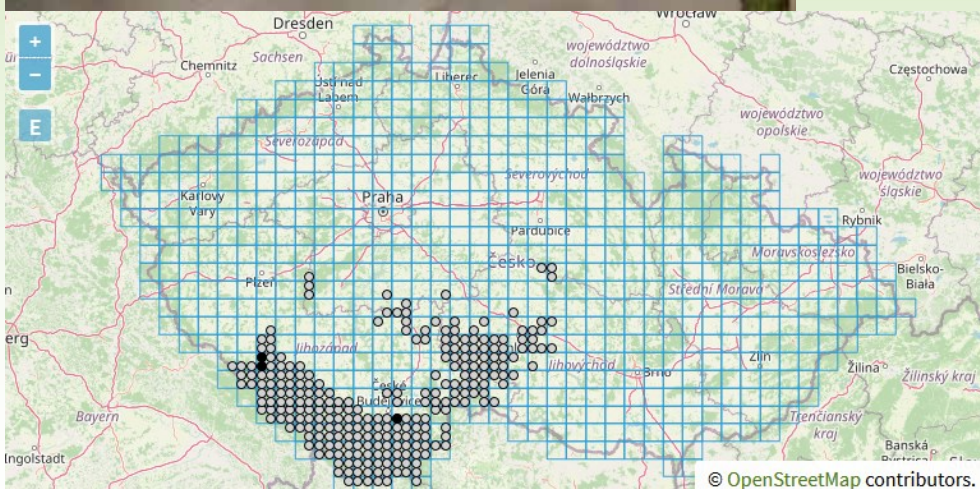 Dresden
Wrocław
+
Sachsen
województwo
dolnośląskie
−
Chemnitz
Liberec
Jelenia
Góra
Częstochowa
Ústí nad
Labem
Wałbrzych
E
województwo
opolskie
Severozápad
Severovýchod
województwo
śląskie
Karlovy
Vary
Praha
Rybnik
Pardubice
Moravskoslezsko
Česko
Bielsko-
Biała
Plzeň
Střední Morava
erg
Jihozápad
Jihovýchod
Brno
Zlín
Žilina
Žilinský kraj
České
Budějovice
Bayern
Trenčiansky
kraj
Ingolstadt
Banská
© OpenStreetMap contributors.